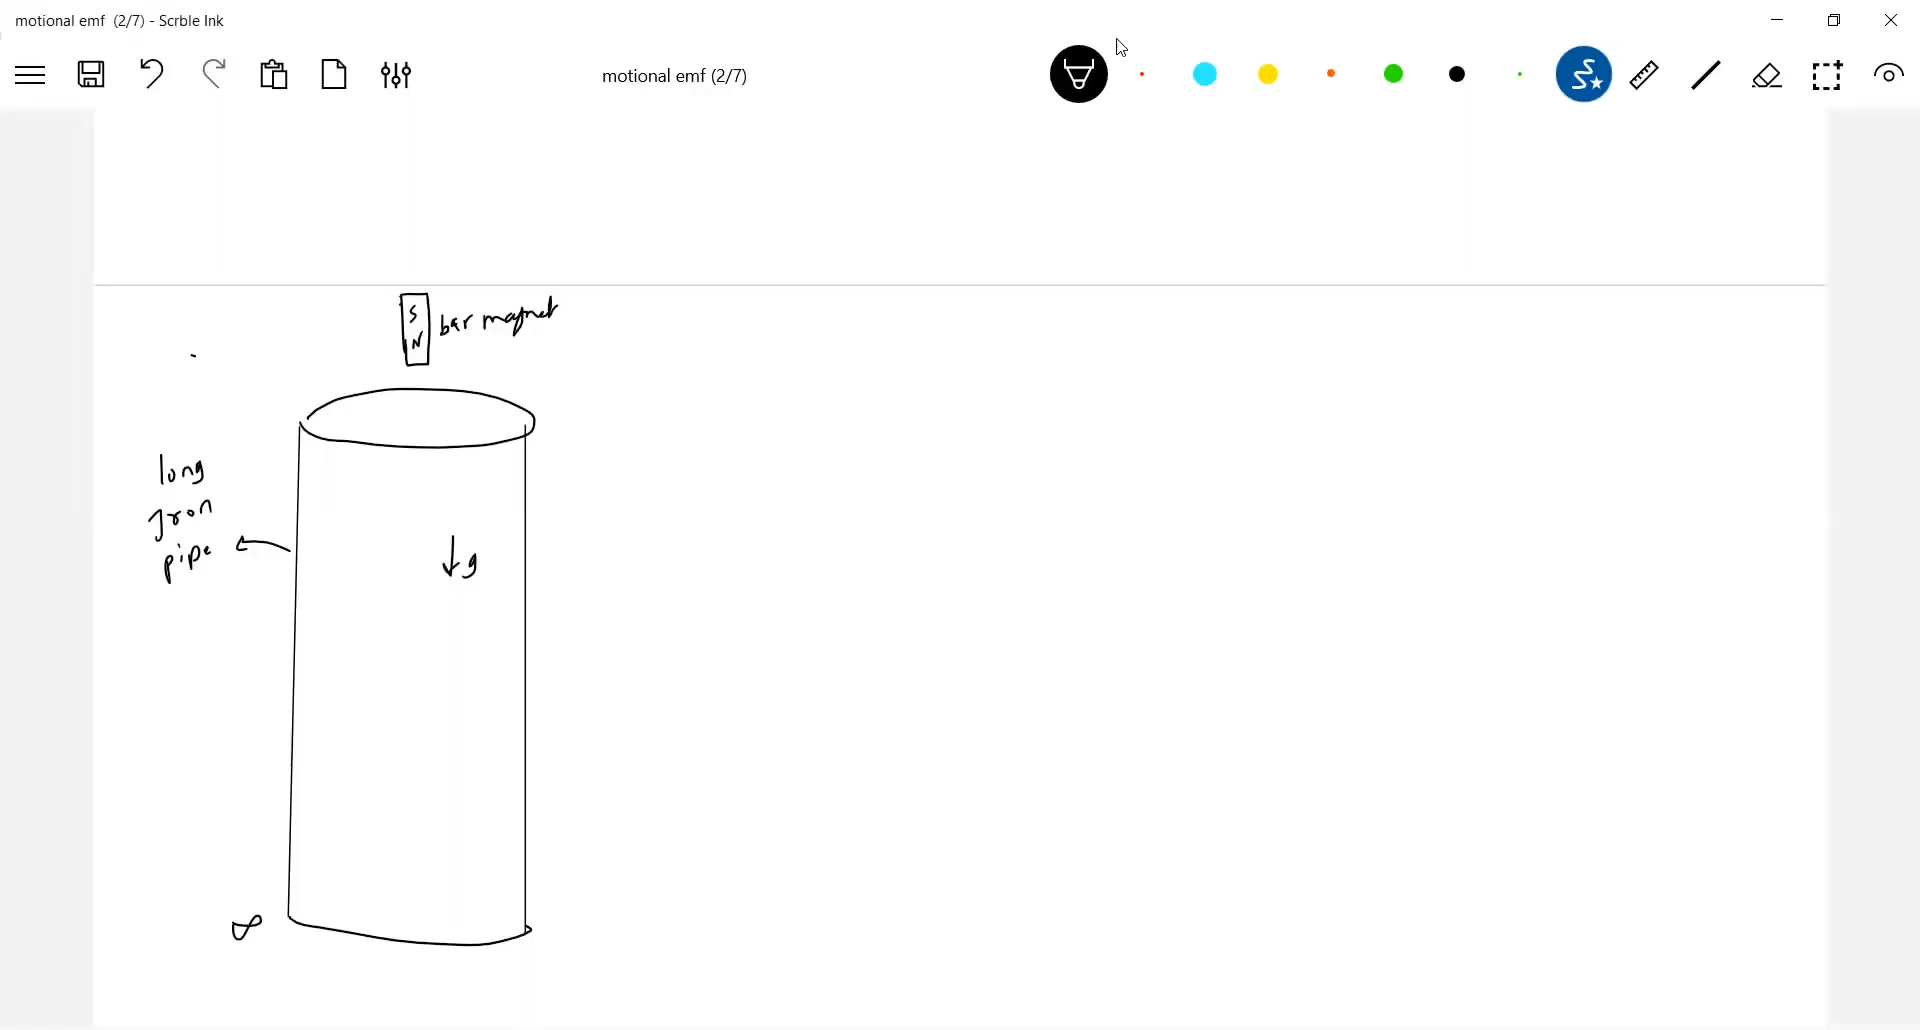 motional emf (2/7) - Scrble Ink
motional emf (2/7)
S
N
bar magnet
long
Iron
pipe
↓g
∞